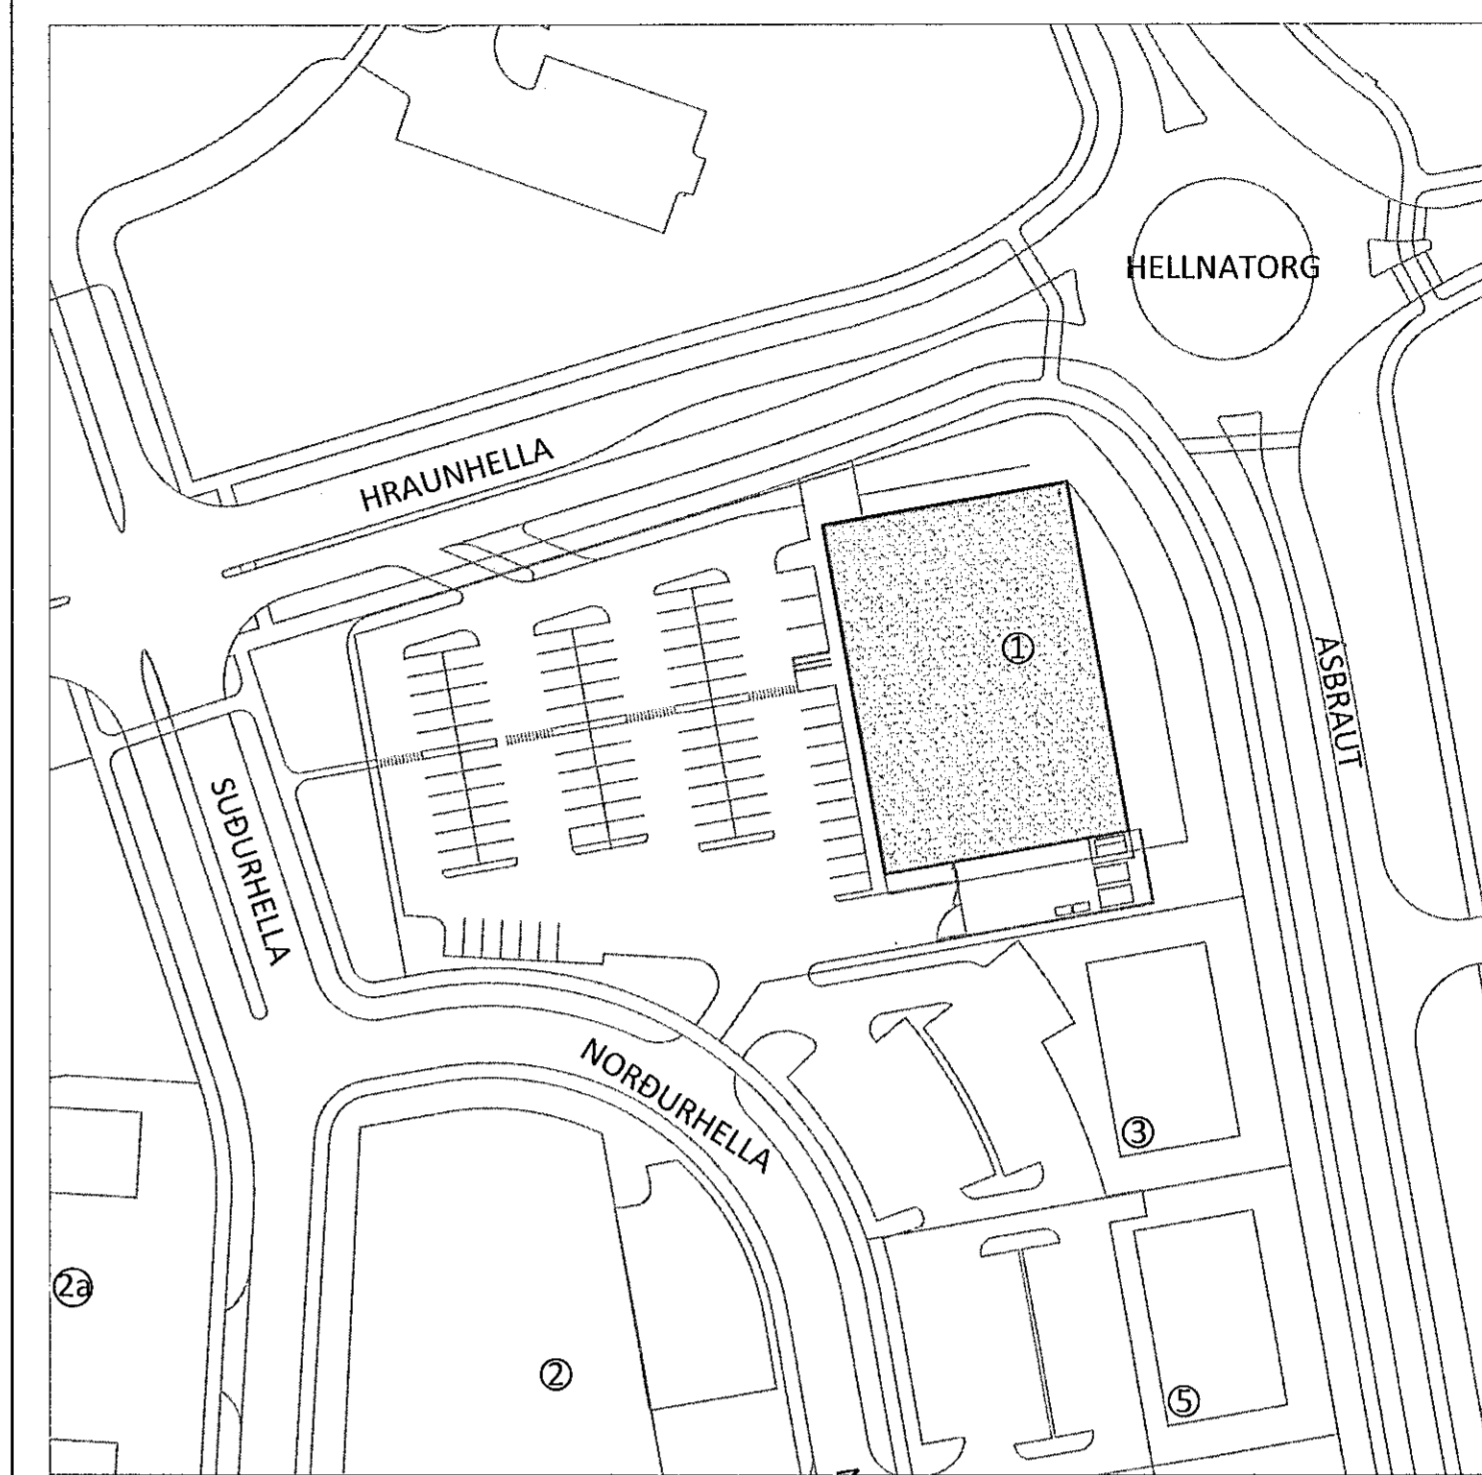 HELLNATORG
HRAUNHELLA
①
ÁSBRAUT
SUÐURHELLA
NORÐURHELLA
③
2a
②
⑤